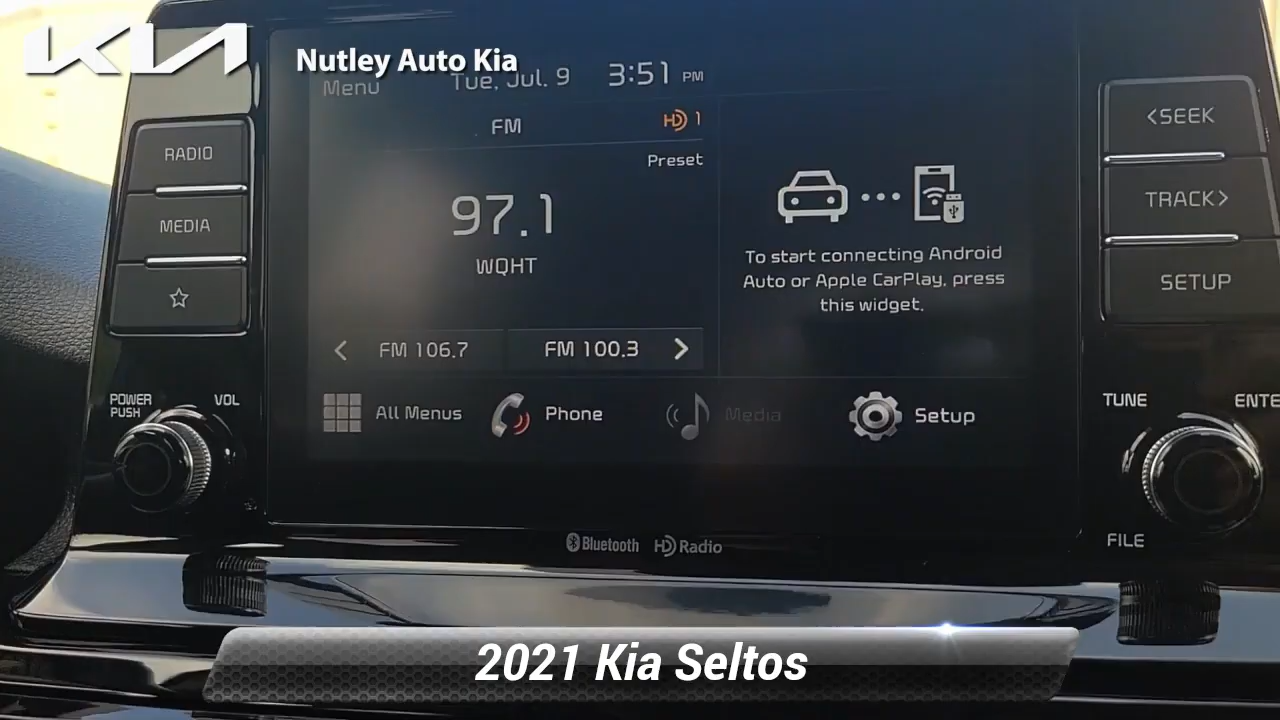 KIA
Nutley Auto Kia
Menu
Tue, Jul. 9
3:51 PM
FM
HD 1
Preset
97.1
WQHT
To start connecting Android
Auto or Apple CarPlay, press
this widget.
< FM 106.7
FM 100.3 >
All Menus
Phone
Media
Setup
RADIO
MEDIA
POWER
PUSH
VOL
<SEEK
TRACK>
SETUP
TUNE
ENTE
FILE
Bluetooth
HD Radio
2021 Kia Seltos